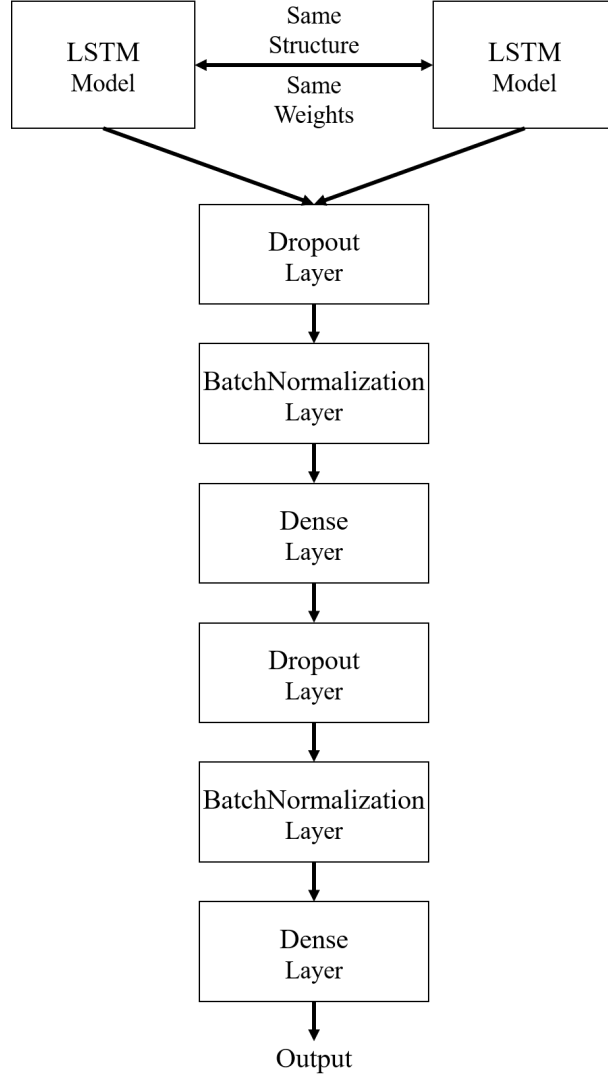 LSTM
Model
Same
Structure
Same
Weights
LSTM
Model
Dropout
Layer
BatchNormalization
Layer
Dense
Layer
Dropout
Layer
BatchNormalization
Layer
Dense
Layer
Output